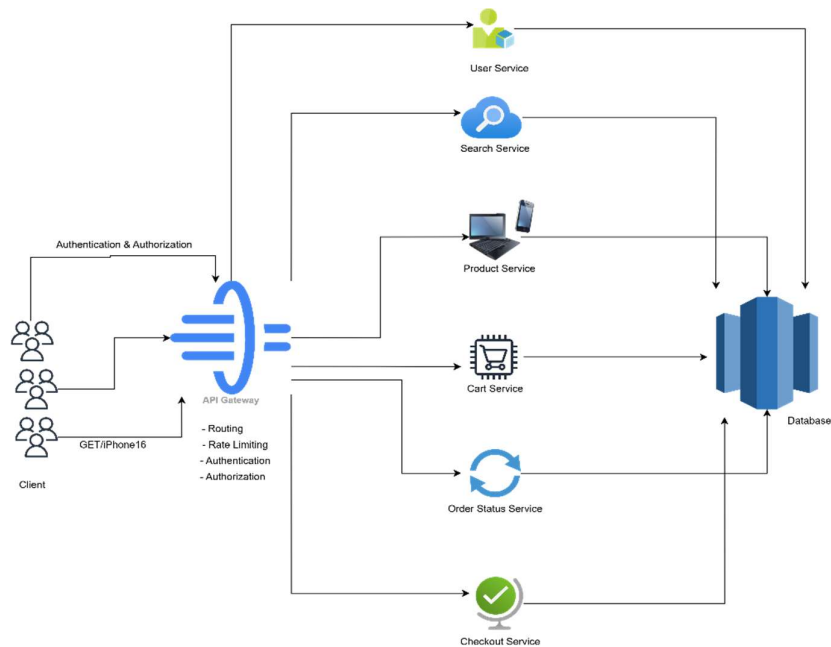 User Service
Search Service
Authentication & Authorization
Product Service
API Gateway
Cart Service
Database
- Routing
GET/iPhone16
- Rate Limiting
- Authentication
- Authorization
Client
Order Status Service
Checkout Service